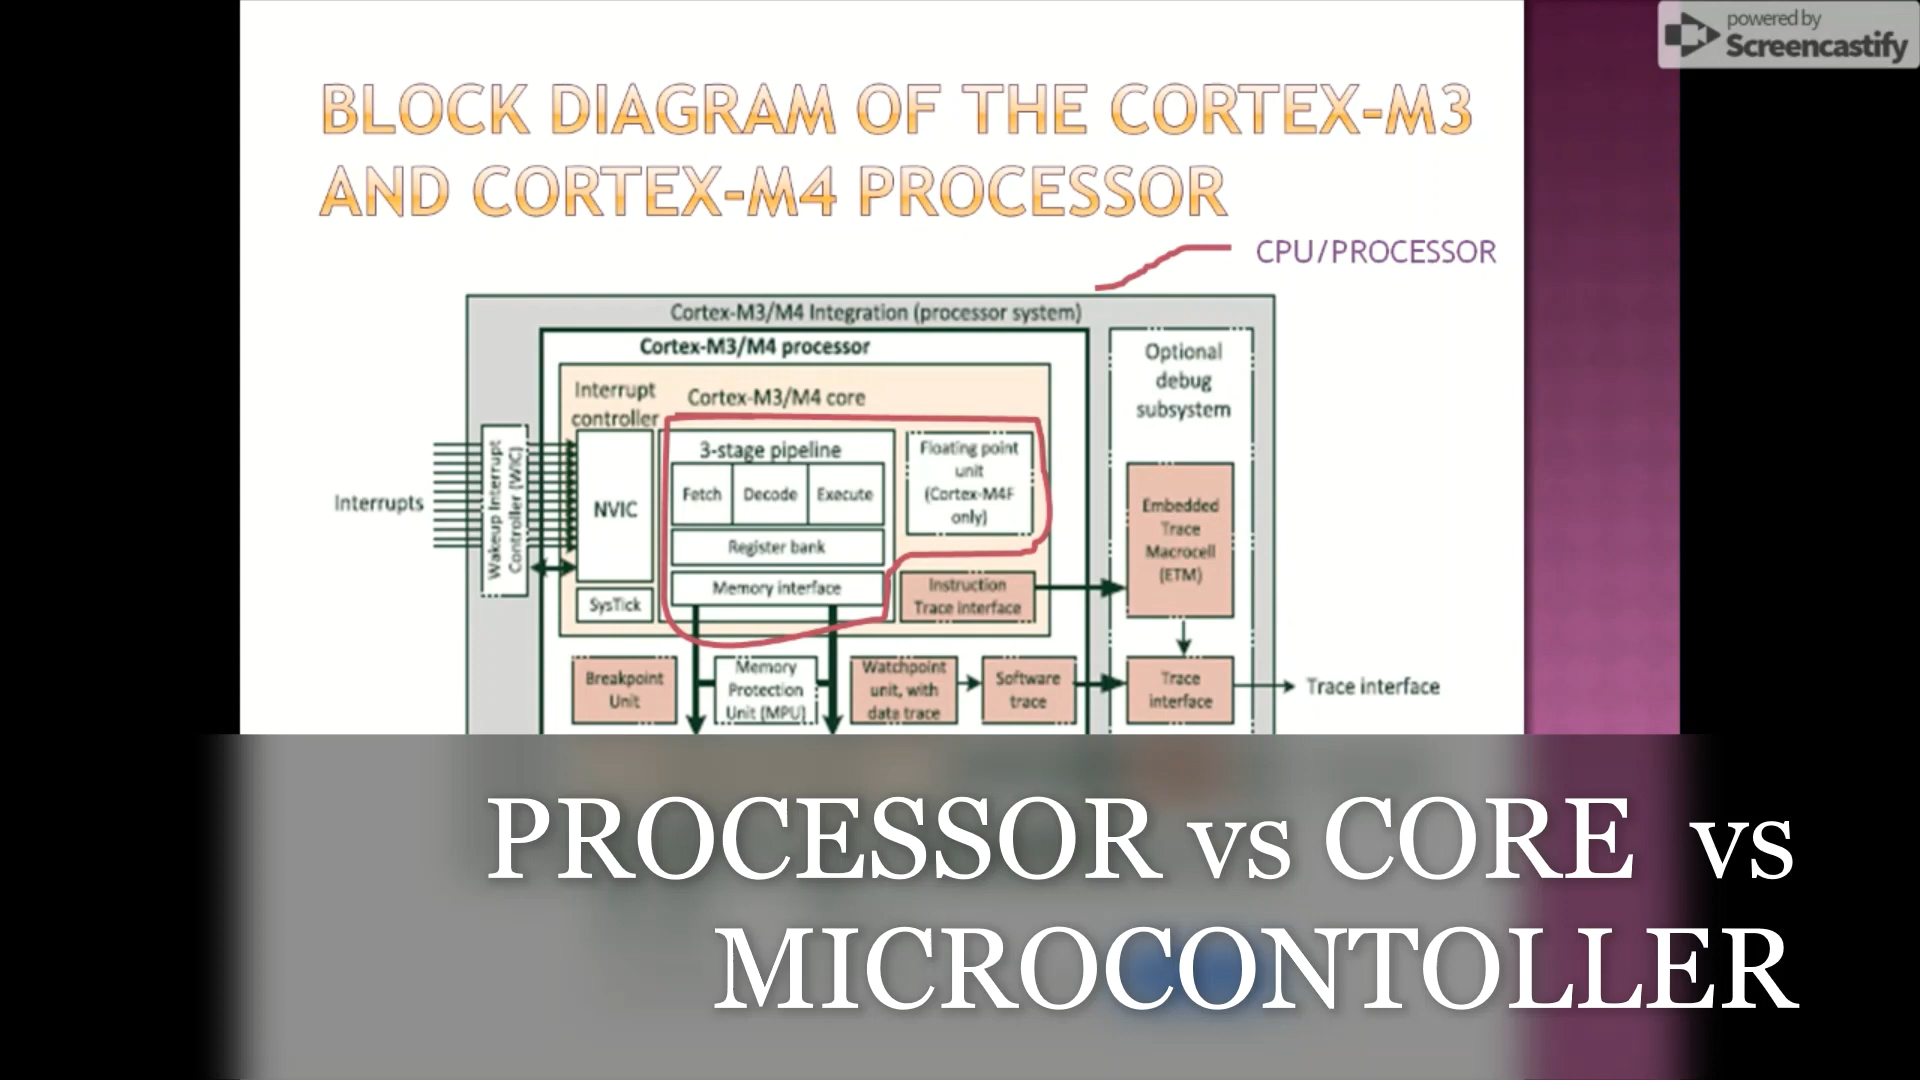 powered by
Screencastify
BLOCK DIAGRAM OF THE CORTEX-M3
AND CORTEX-M4 PROCESSOR
CPU/PROCESSOR
Cortex-M3/M4 Integration (processor system)
Cortex-M3/M4 processor
Interrupt
controller
Cortex-M3/M4 core
Optional
debug
subsystem
Interrupts
Wakeup Interrupt
Controller (WIC)
NVIC
SysTick
3-stage pipeline
Fetch
Decode
Execute
Register bank
Memory interface
Floating point
unit
(Cortex-M4F
only)
Instruction
Trace interface
Embedded
Trace
Macrocell
(ETM)
Breakpoint
Unit
Memory
Protection
Unit (MPU)
Watchpoint
unit, with
data trace
Software
trace
Trace
interface
Trace interface
PROCESSOR vs CORE vs
MICROCONTOLLER